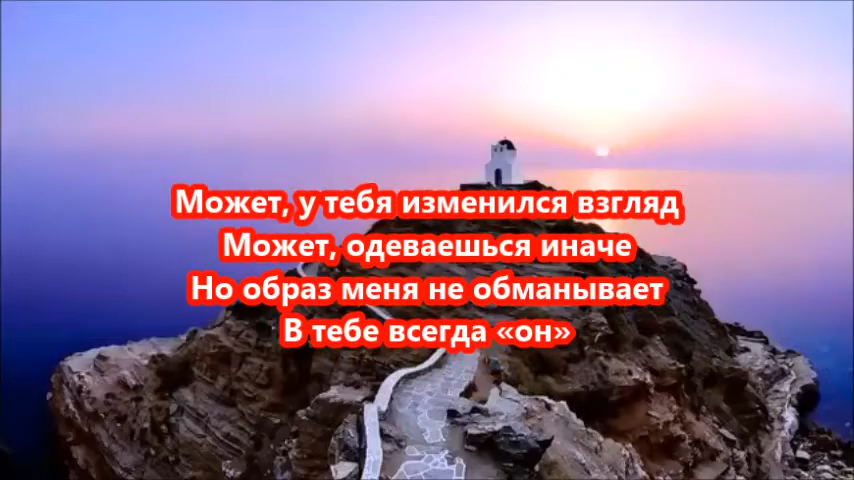 Может, у тебя изменился взгляд
Может, одеваешься иначе
Но образ меня не обманывает
В тебе всегда «он»